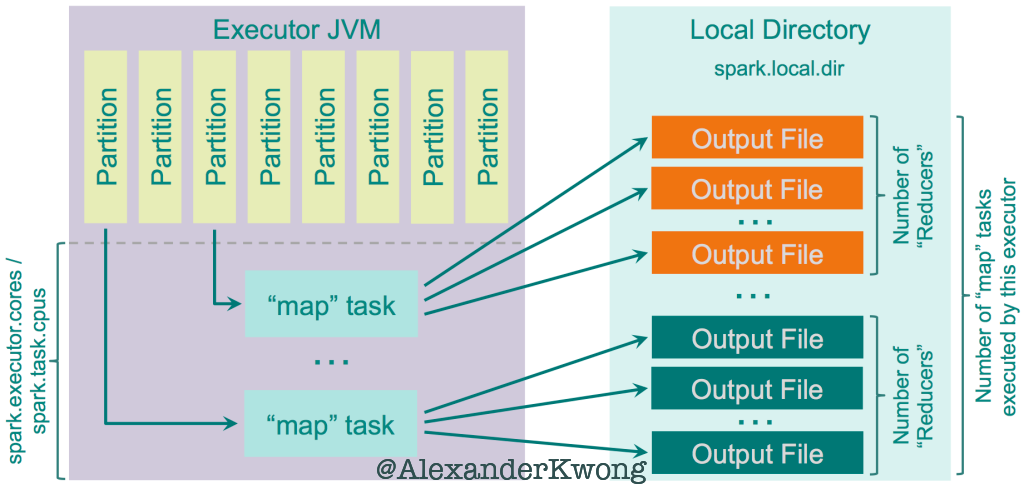 Executor JVM
Partition
Partition
Partition
Partition
Partition
Partition
Partition
Partition
spark.executor.cores /
spark.task.cpus
“map” task
...
“map” task
Local Directory
spark.local.dir
Output File
Output File
...
Output File
...
Output File
Output File
...
Output File
Number of
“Reducers”
Number of
“Reducers”
Number of “map” tasks
executed by this executor
@AlexanderKwong